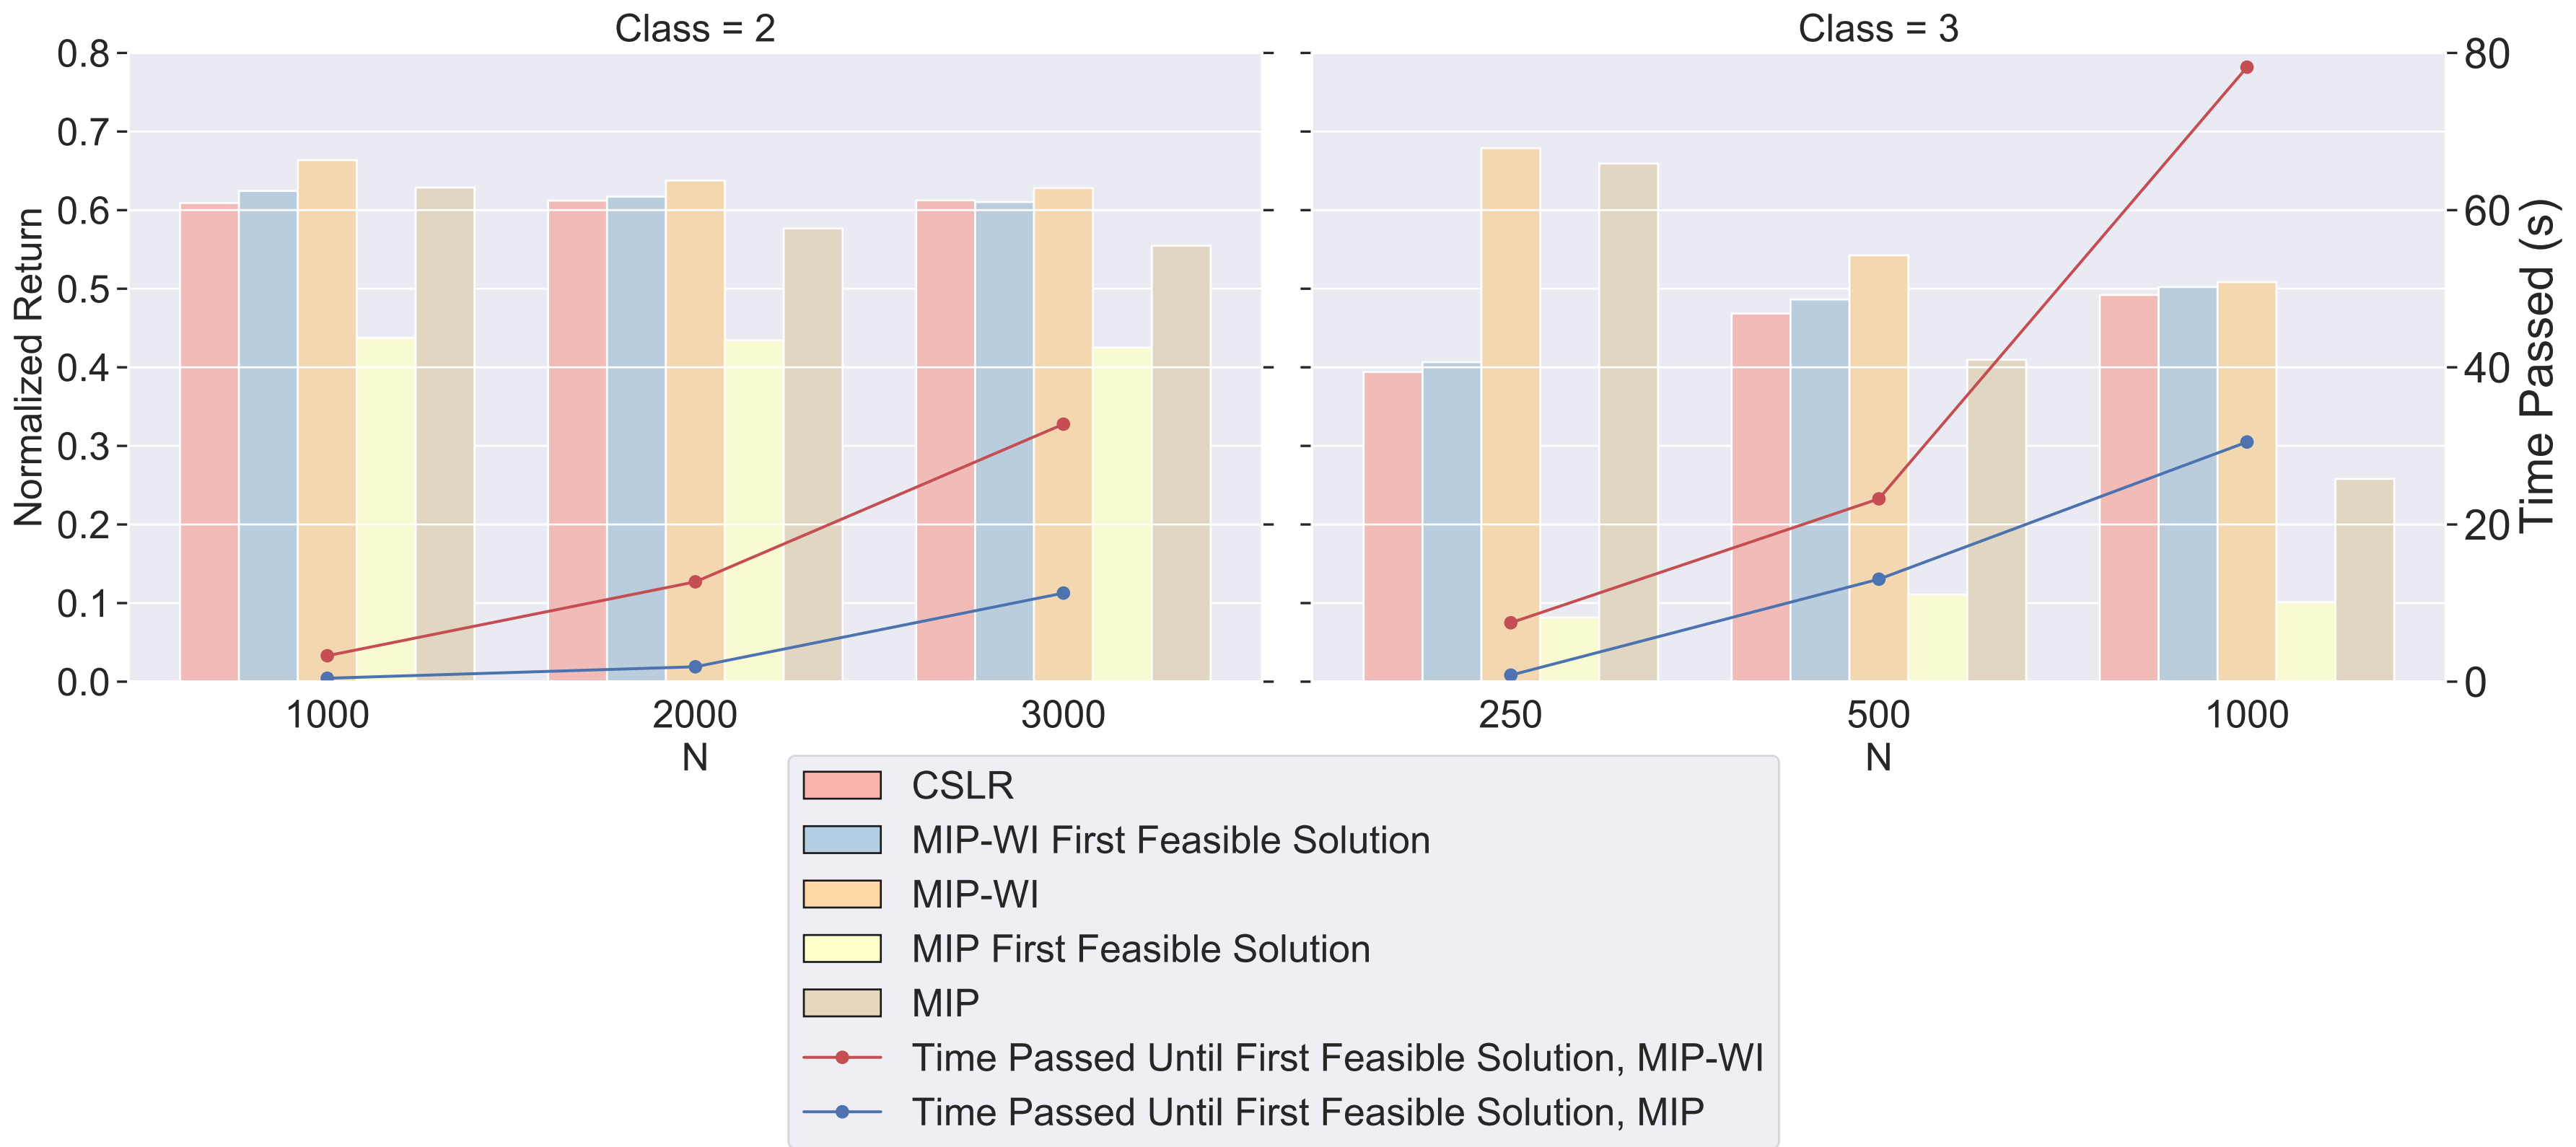 Class = 2
Class = 3
Normalized Return
0.8
0.7
0.6
0.5
0.4
0.3
0.2
0.1
0.0
1000
2000
3000
N
250
500
1000
N
80
60
40
20
0
Time Passed (s)
CSLR
MIP-WI First Feasible Solution
MIP-WI
MIP First Feasible Solution
MIP
Time Passed Until First Feasible Solution, MIP-WI
Time Passed Until First Feasible Solution, MIP